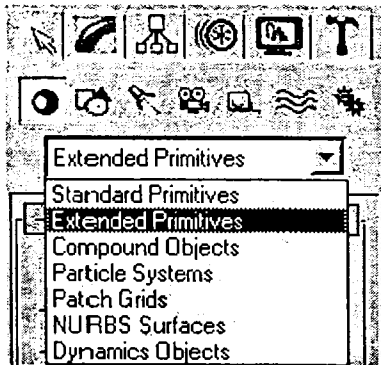 Extended Primitives
Standard Primitives
Extended Primitives
Compound Objects
Particle Systems
Patch Grids
NURBS Surfaces
Dynamics Objects